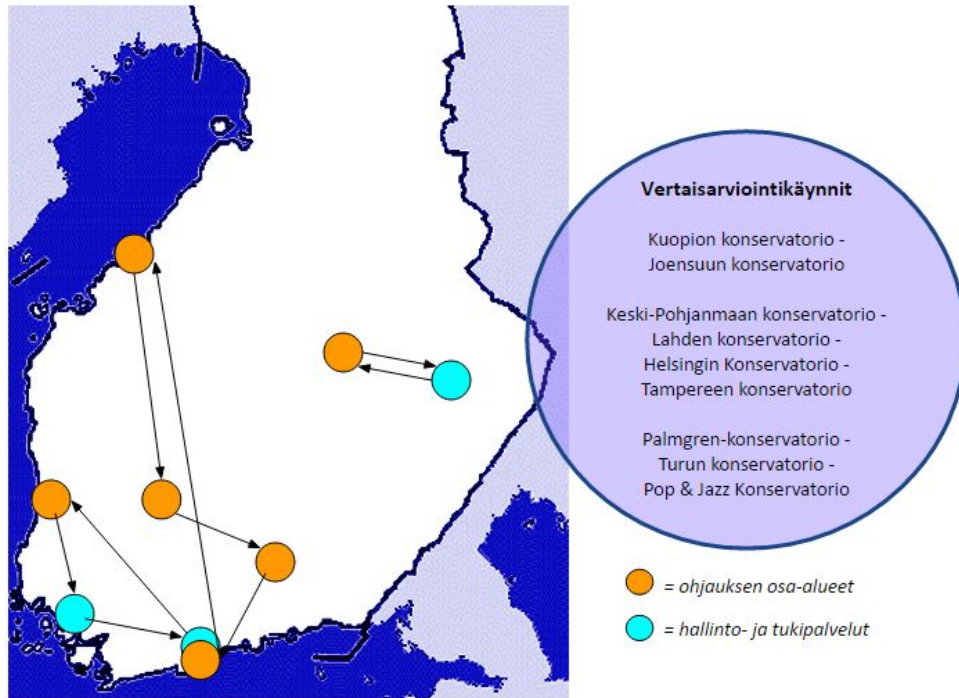 Vertaisarviointikäynnit
Kuopion konservatorio -
Joensuun konservatorio
Keski-Pohjanmaan konservatorio -
Lahden konservatorio -
Helsingin Konservatorio -
Tampereen konservatorio
Palmgren-konservatorio -
Turun konservatorio -
Pop & Jazz Konservatorio
= ohjauksen osa-alueet
= hallinto- ja tukipalvelut